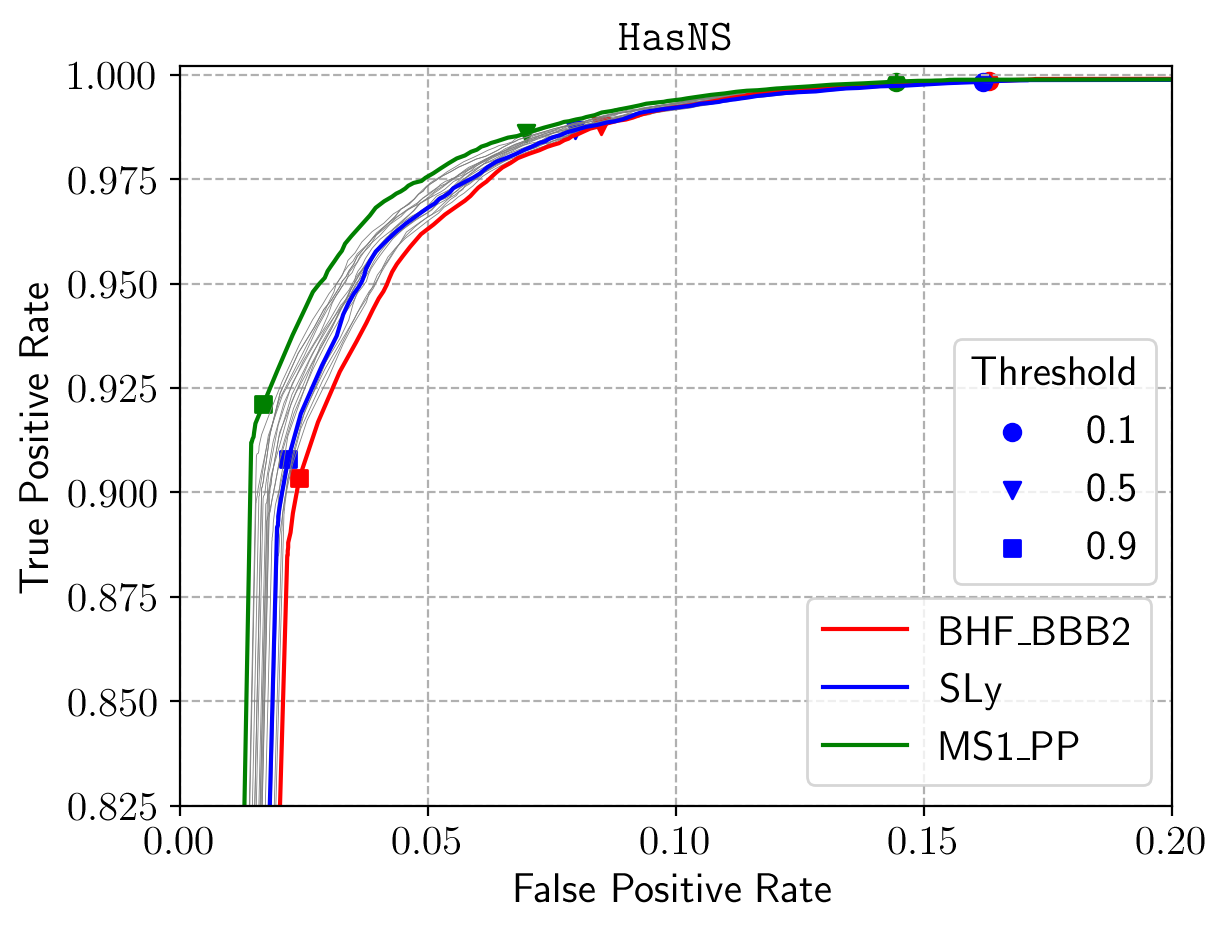 HasNS
1.000
0.975
0.950
0.925
0.900
0.875
0.850
0.825
True Positive Rate
Threshold
0.1
0.5
0.9
BHF_BBB2
SLy
MS1_PP
0.00 0.05 0.10 0.15 0.20
False Positive Rate